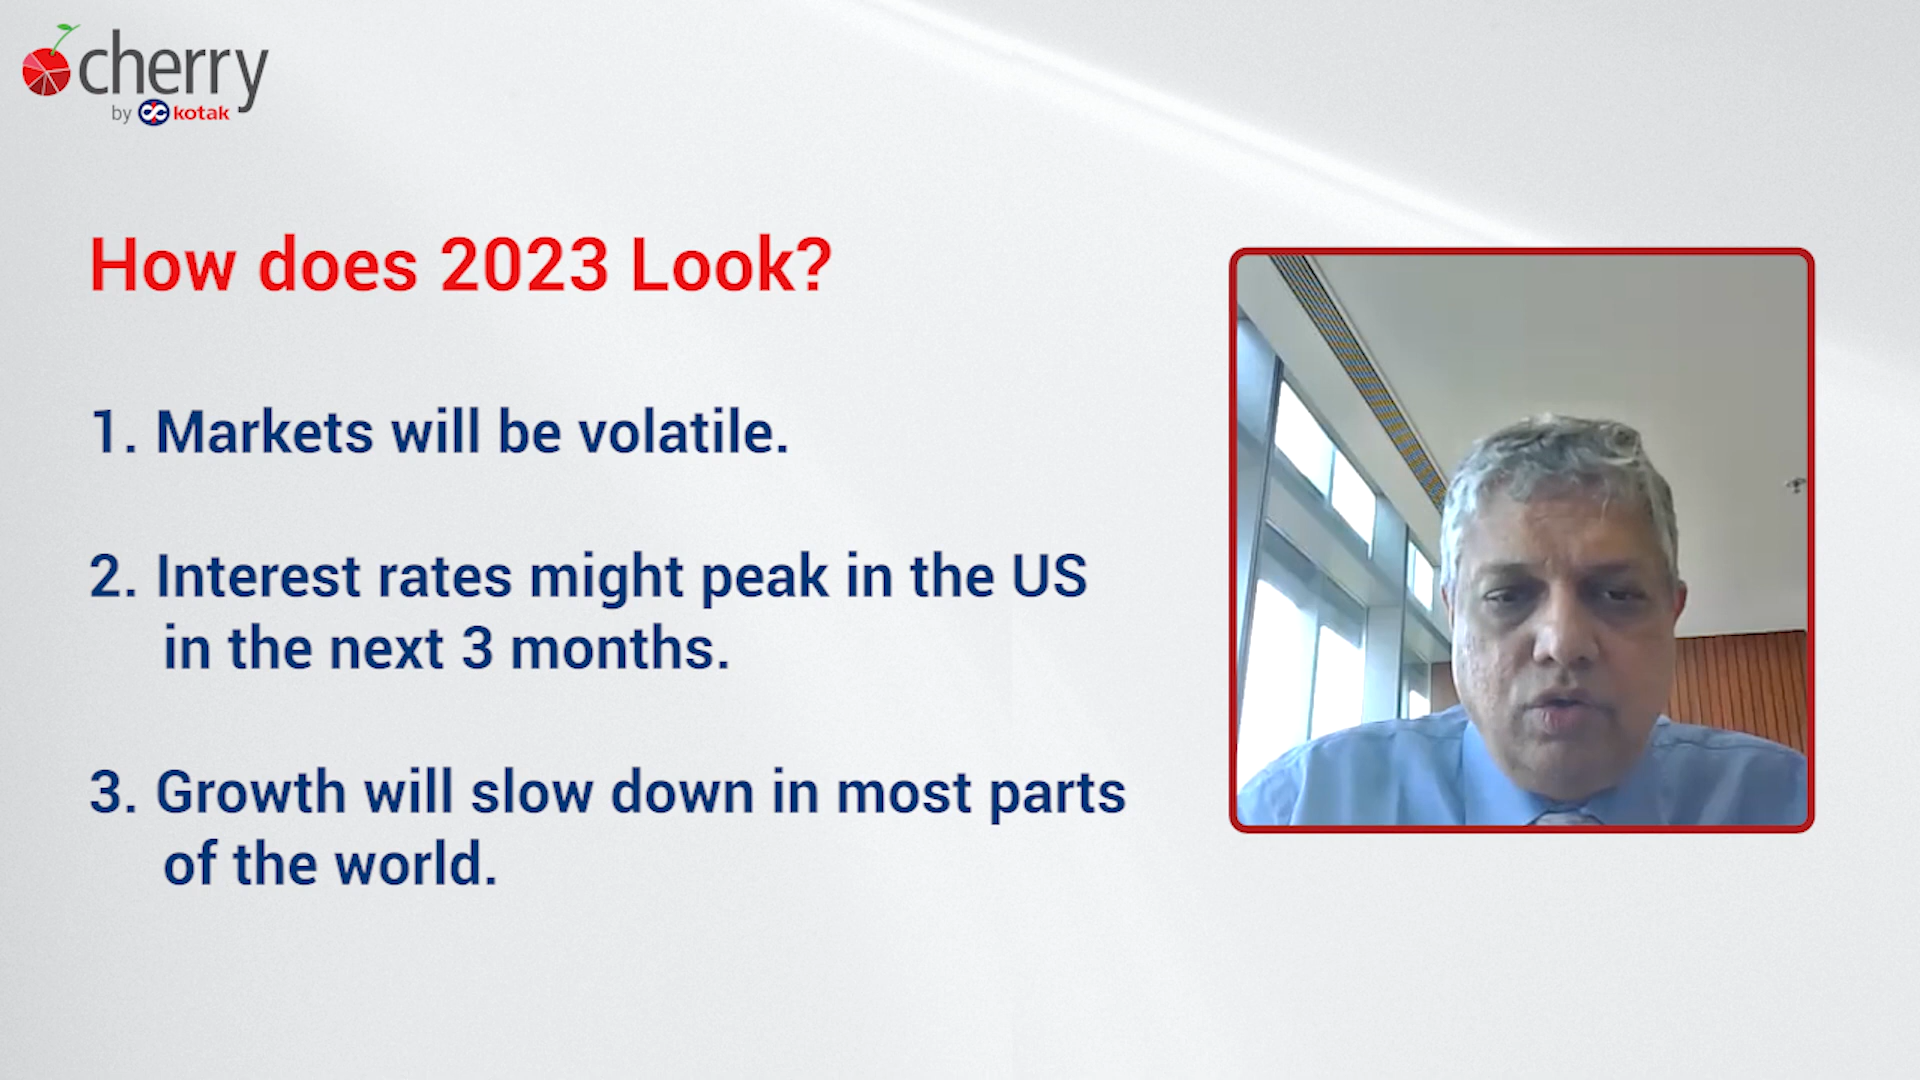 cherry
by kotak
How does 2023 Look?
1. Markets will be volatile.
2. Interest rates might peak in the US
in the next 3 months.
3. Growth will slow down in most parts
of the world.